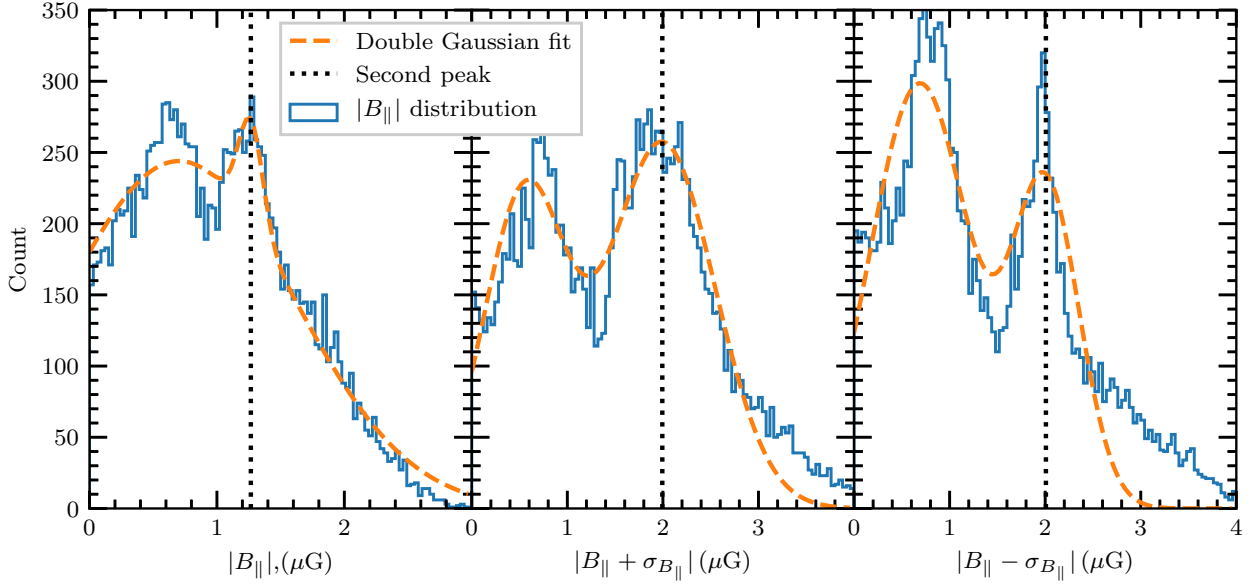 350
300
250
200
150
100
50
0
Count
Double Gaussian fit
Second peak
|B∥| distribution
0 1 2
0 1 2 3
0 1 2 3 4
|B∥|,(μG)
|B∥ + σB∥| (μG)
|B∥ − σB∥| (μG)